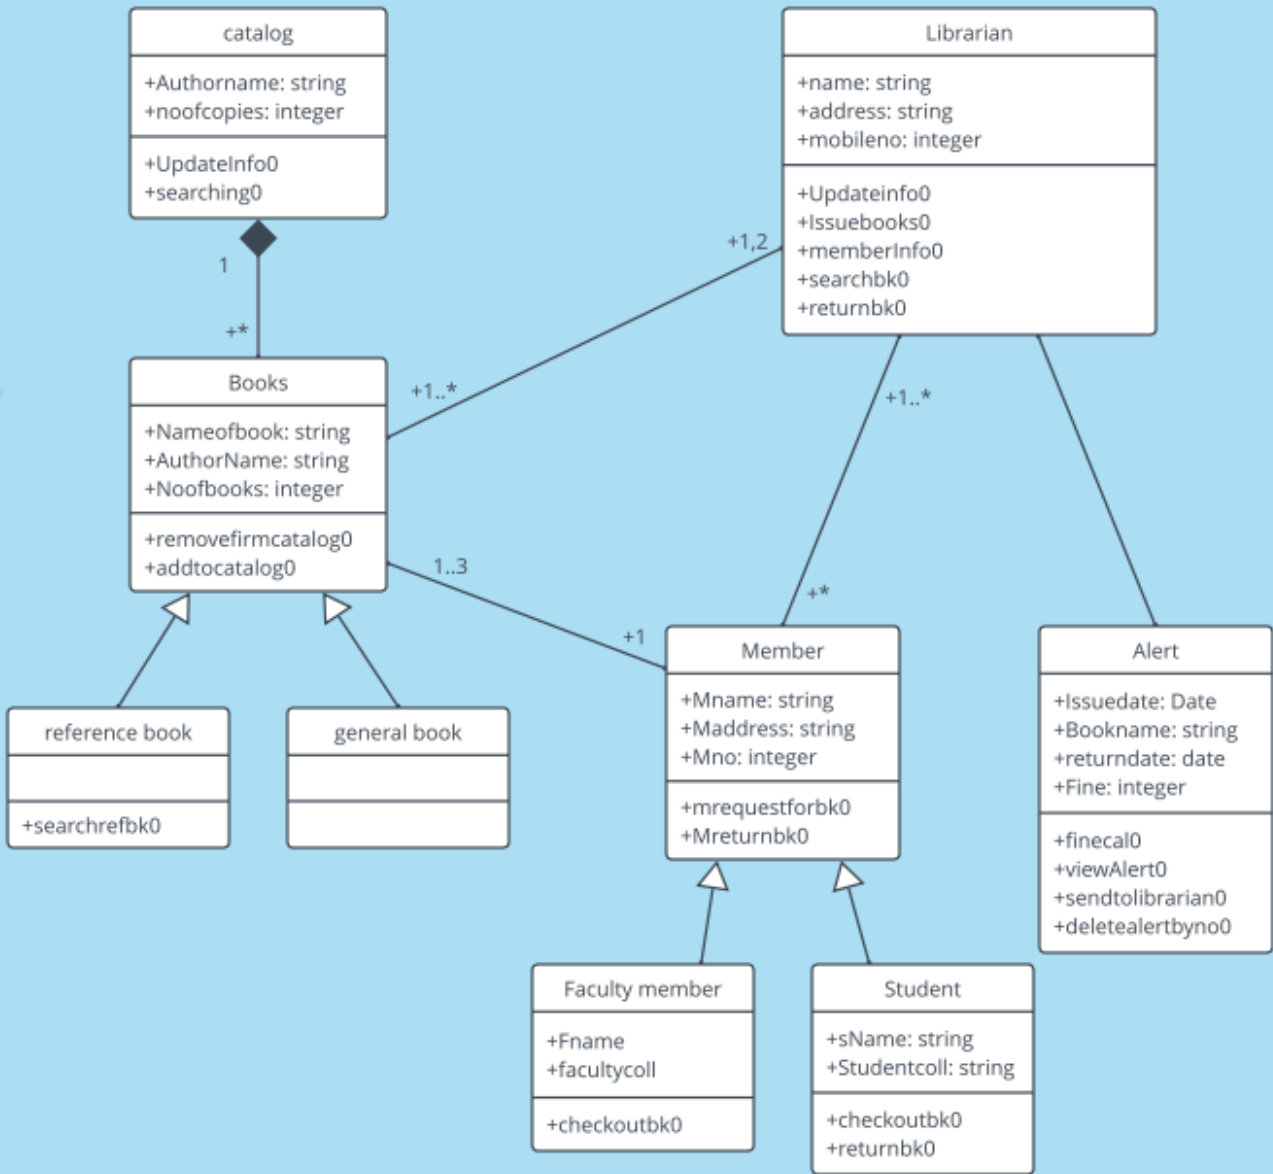 catalog
+Authorname: string
+noofcopies: integer
+UpdateInfo0
+searching0
Librarian
+name: string
+address: string
+mobileno: integer
+Updateinfo0
+Issuebooks0
+memberInfo0
+searchbk0
+returnbk0
1
+*
+1,2
+1..*
Books
+Nameofbook: string
+AuthorName: string
+Noofbooks: integer
+removefirmcatalog0
+addtocatalog0
+1..*
+*
1..3
+1
reference book
+searchrefbk0
general book
Member
+Mname: string
+Maddress: string
+Mno: integer
+mrequestforbk0
+Mreturnbk0
Alert
+Issuedate: Date
+Bookname: string
+returndate: date
+Fine: integer
+finecal0
+viewAlert0
+sendtolibrarian0
+deletealertbyno0
Faculty member
+Fname
+facultycoll
+checkoutbk0
Student
+sName: string
+Studentcoll: string
+checkoutbk0
+returnbk0